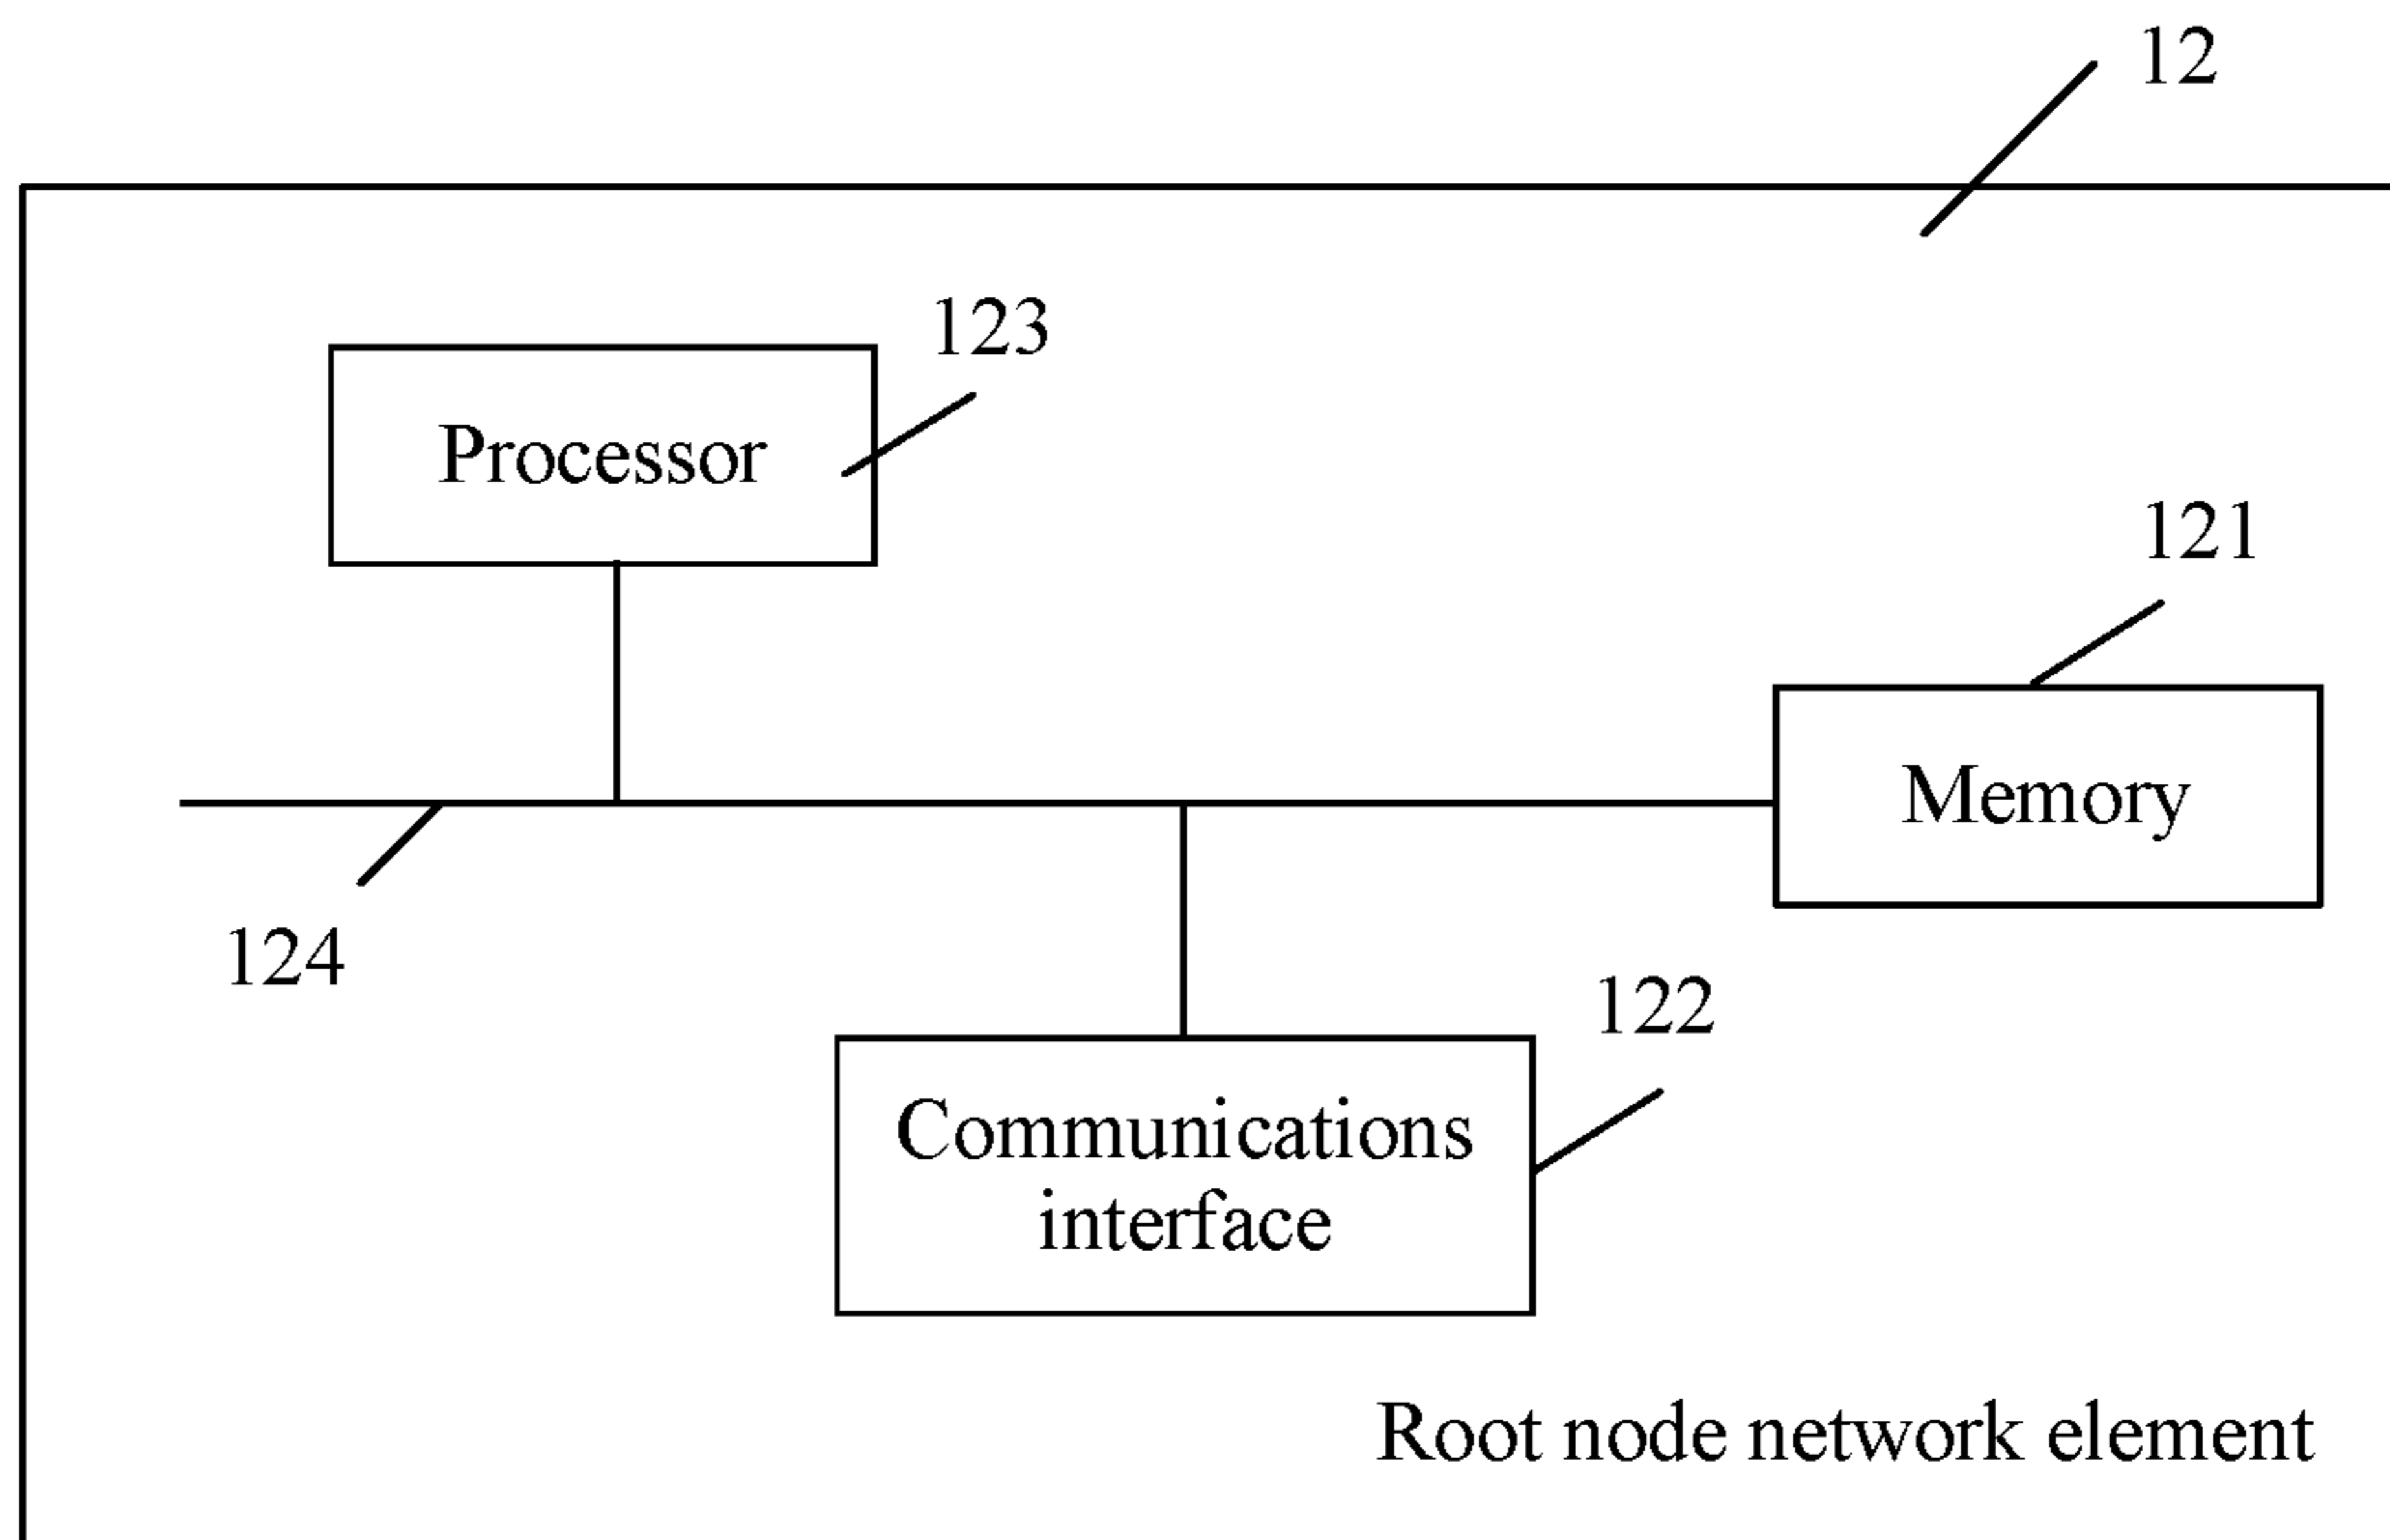 12
123
Processor
121
Memory
124
122
Communications
interface
Root node network element